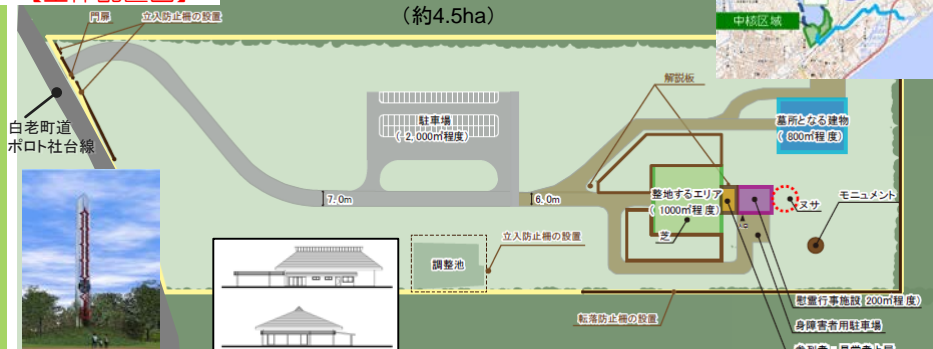 【全体配置図】
（約4.5ha）
中核区域
門扉
立入防止柵の設置
解説板
白老町道
ポロト社台線
駐車場
（2,000㎡程度）
墓所となる建物
（800㎡程度）
7.0m
6.0m
整地するエリア
（1000㎡程度）
芝
ヌサ
モニュメント
立入防止柵の設置
調整池
転落防止柵の設置
慰霊行事施設（200㎡程度）
身障害者用駐車場